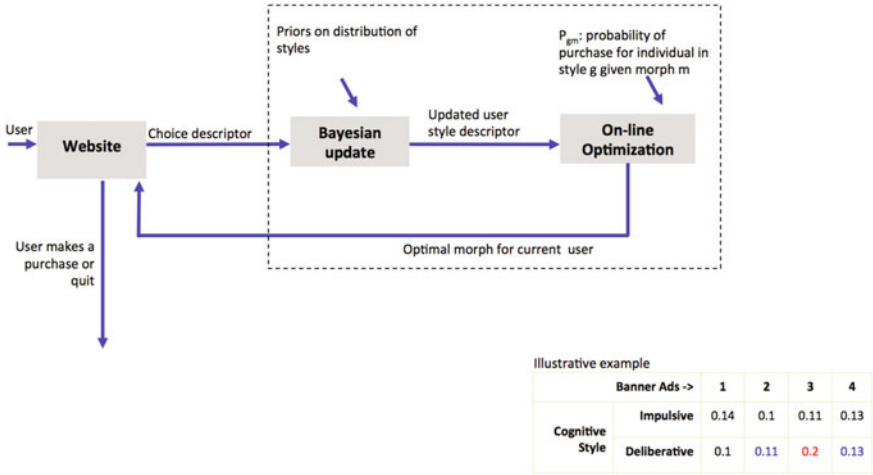 Priors on distribution of
styles
P_gm: probability of
purchase for individual in
style g given morph m
User
Website
Choice descriptor
Bayesian
update
Updated user
style descriptor
On-line
Optimization
Optimal morph for current user
User makes a
purchase or
quit
Illustrative example
Banner Ads -> 1 2 3 4
Cognitive
Style
Impulsive 0.14 0.1 0.11 0.13
Deliberative 0.1 0.11 0.2 0.13